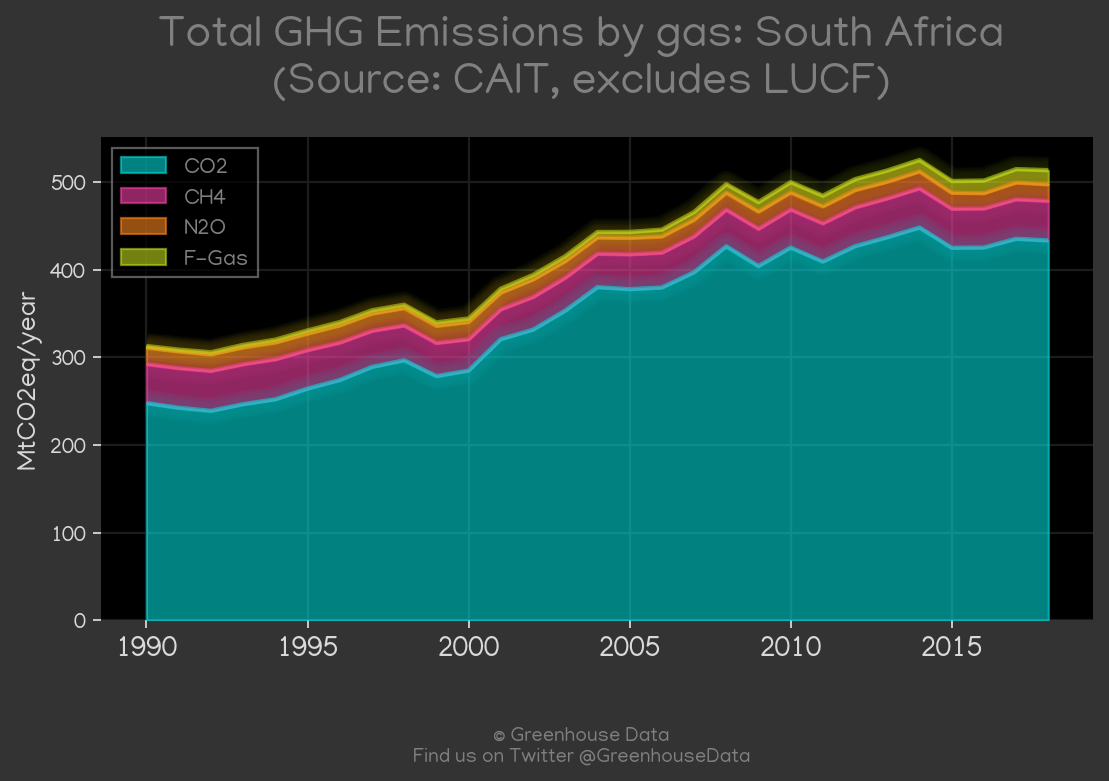 Total GHG Emissions by gas: South Africa
(Source: CAIT, excludes LUCF)
CO2
CH4
N2O
F-Gas
MtCO2eq/year
500
400
300
200
100
0
1990 1995 2000 2005 2010 2015
© Greenhouse Data
Find us on Twitter @GreenhouseData